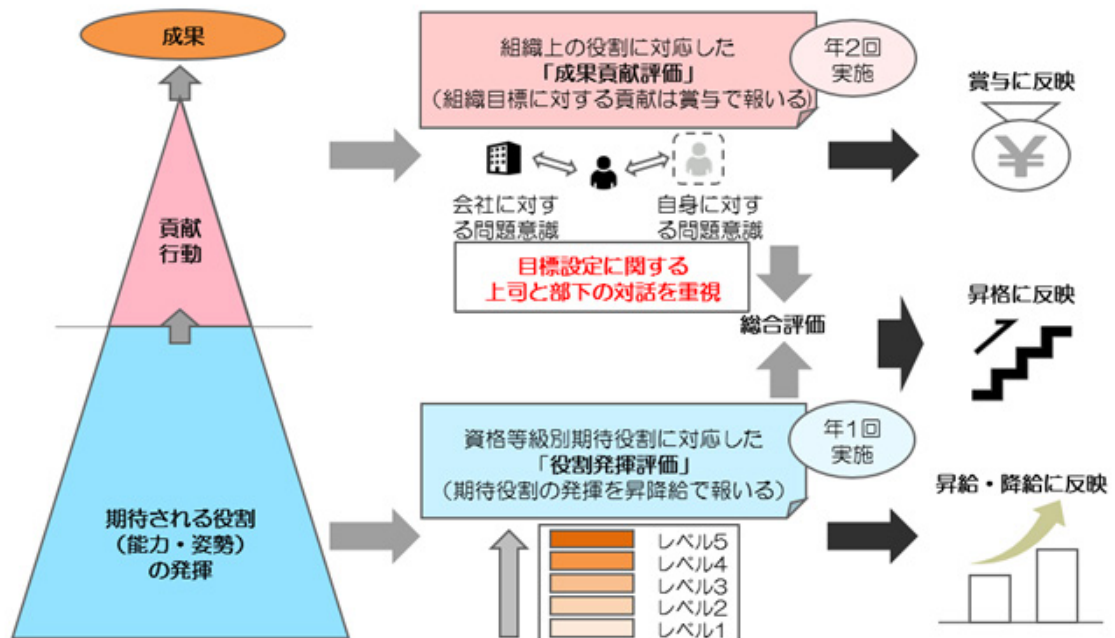 成果
貢献
行動
期待される役割
（能力・姿勢）
の発揮
組織上の役割に対応した
「成果貢献評価」
（組織目標に対する貢献は賞与で報いる）
年2回
実施
会社に対す
る問題意識
自身に対す
る問題意識
目標設定に関する
上司と部下の対話を重視
総合評価
資格等級別期待役割に対応した
「役割発揮評価」
（期待役割の発揮を昇降給で報いる）
年1回
実施
レベル5
レベル4
レベル3
レベル2
レベル1
賞与に反映
¥
昇格に反映
昇給・降給に反映